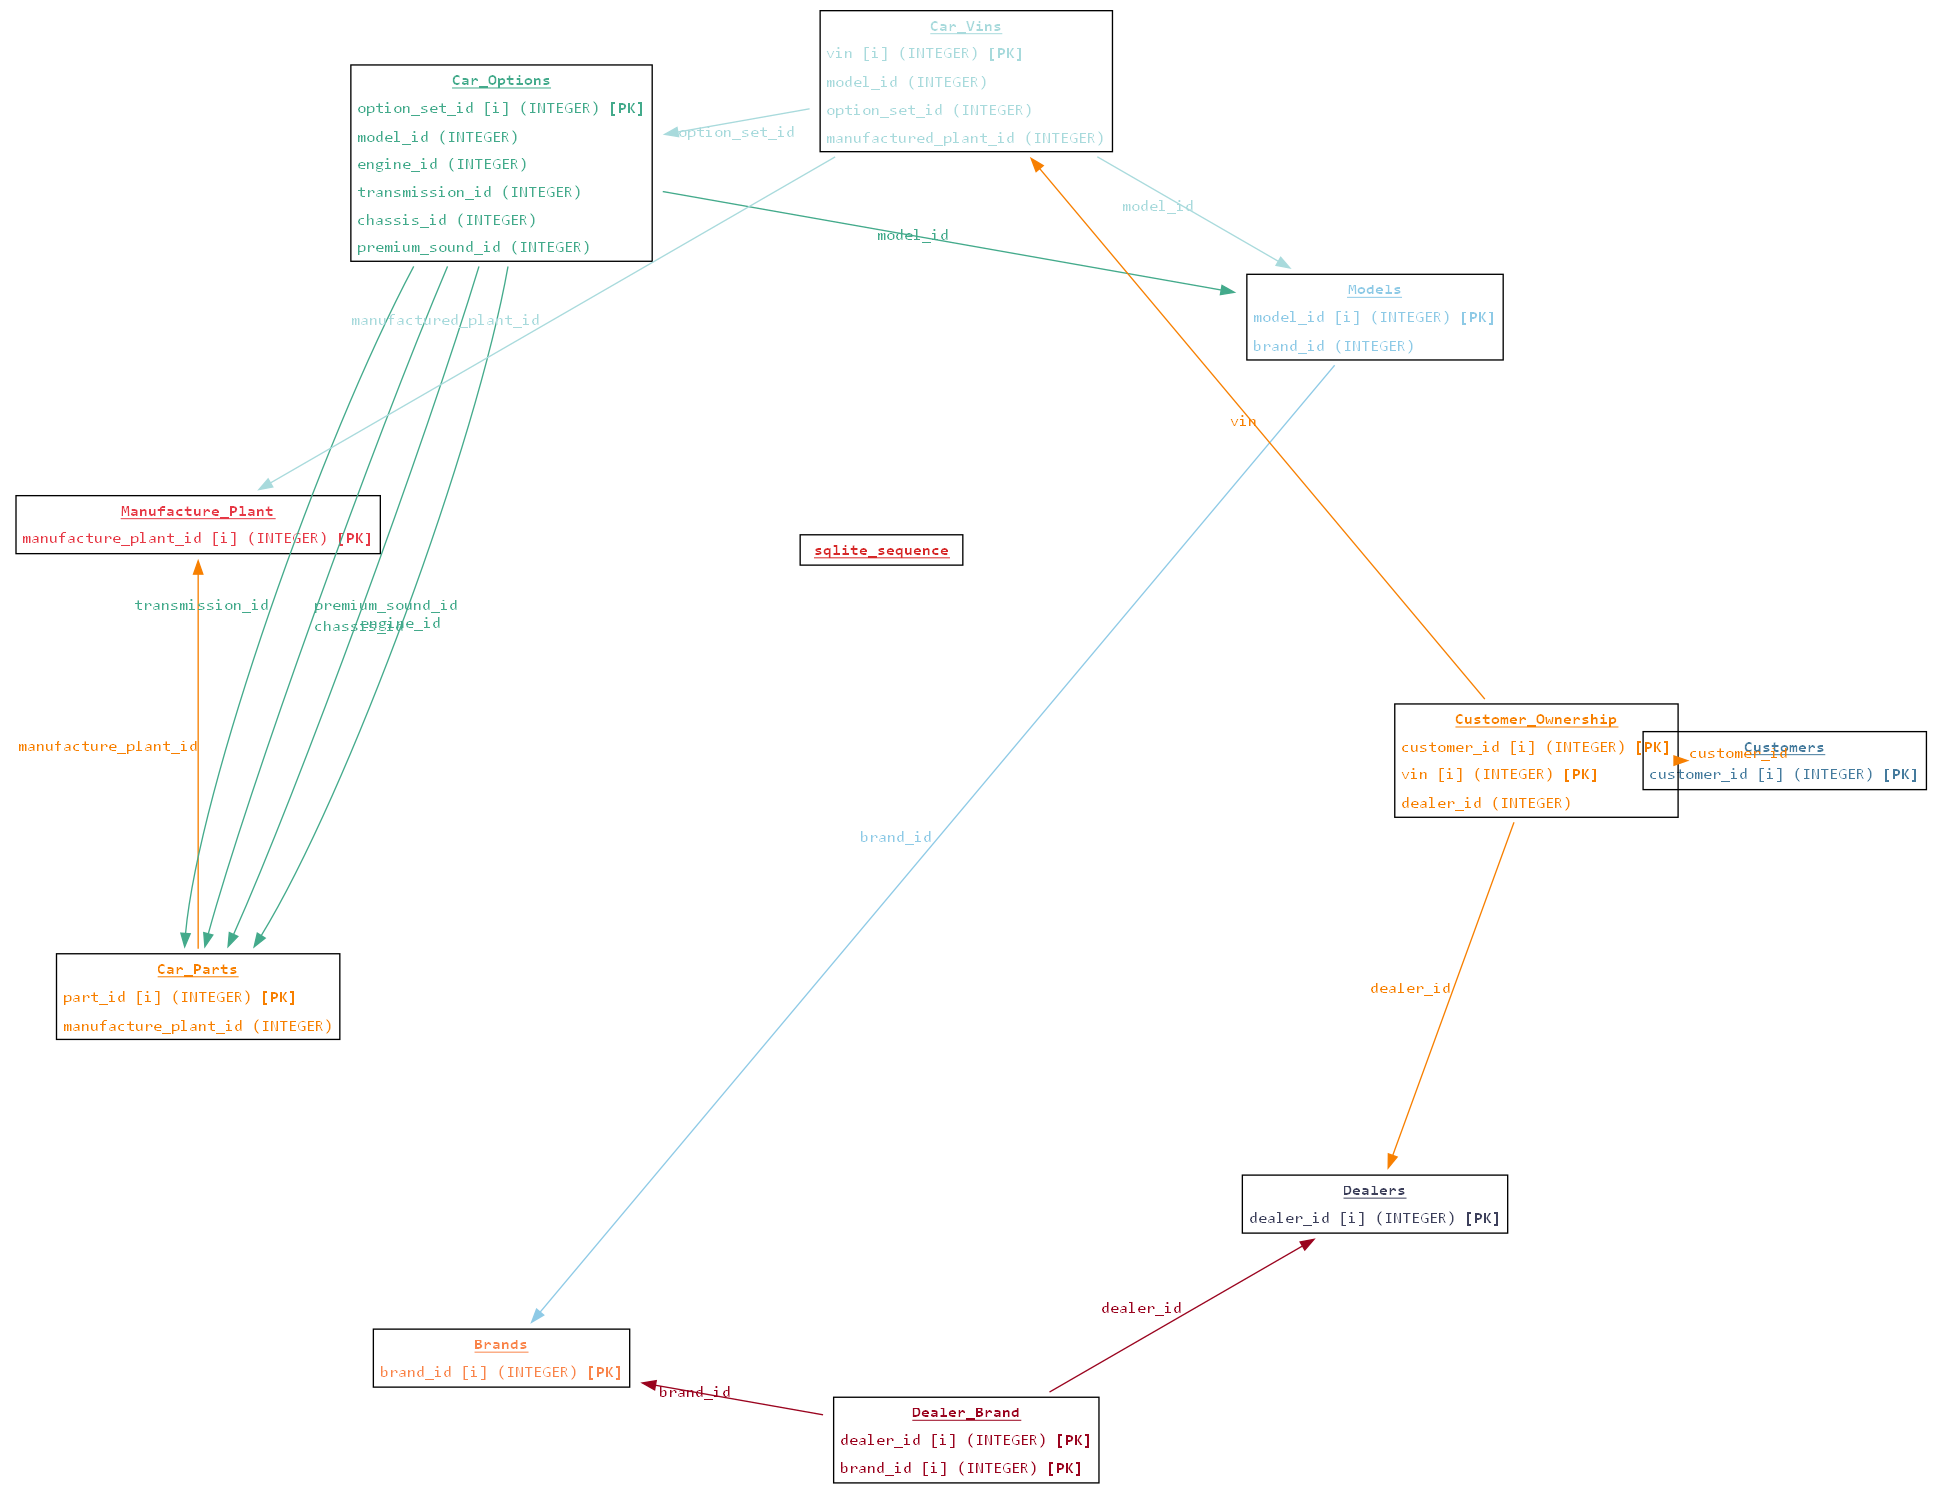 Car_Vins
vin [i] (INTEGER) [PK]
model_id (INTEGER)
option_set_id (INTEGER)
manufactured_plant_id (INTEGER)
Car_Options
option_set_id [i] (INTEGER) [PK]
model_id (INTEGER)
engine_id (INTEGER)
transmission_id (INTEGER)
chassis_id (INTEGER)
premium_sound_id (INTEGER)
option_set_id
model_id
model_id
Models
model_id [i] (INTEGER) [PK]
brand_id (INTEGER)
manufactured_plant_id
vin
Manufacture_Plant
manufacture_plant_id [i] (INTEGER) [PK]
sqlite_sequence
transmission_id
premium_sound_id
chassis_id
engine_id
manufacture_plant_id
Customer_Ownership
customer_id [i] (INTEGER) [PK]
vin [i] (INTEGER) [PK]
dealer_id (INTEGER)
customer_id
Customers
customer_id [i] (INTEGER) [PK]
brand_id
Car_Parts
part_id [i] (INTEGER) [PK]
manufacture_plant_id (INTEGER)
dealer_id
Dealers
dealer_id [i] (INTEGER) [PK]
dealer_id
Brands
brand_id [i] (INTEGER) [PK]
brand_id
Dealer_Brand
dealer_id [i] (INTEGER) [PK]
brand_id [i] (INTEGER) [PK]